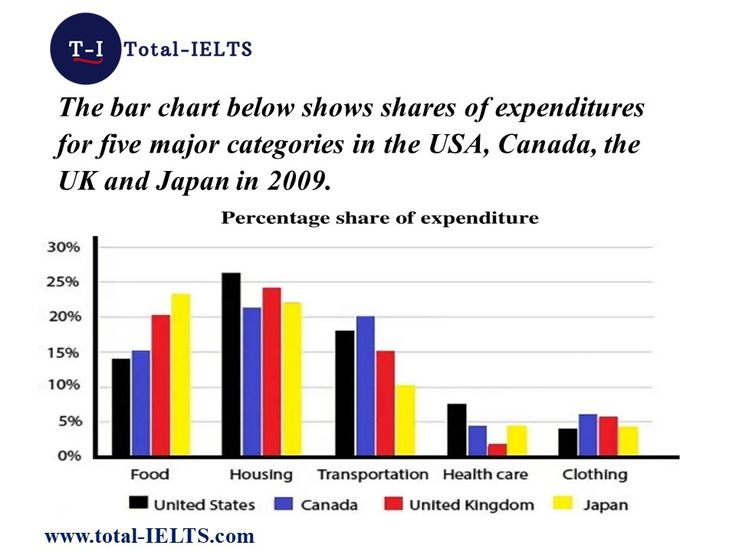 T-I Total-IELTS
The bar chart below shows shares of expenditures
for five major categories in the USA, Canada, the
UK and Japan in 2009.
Percentage share of expenditure
30%
25%
20%
15%
10%
5%
0%
Food Housing Transportation Health care Clothing
United States Canada United Kingdom Japan
www.total-IELTS.com